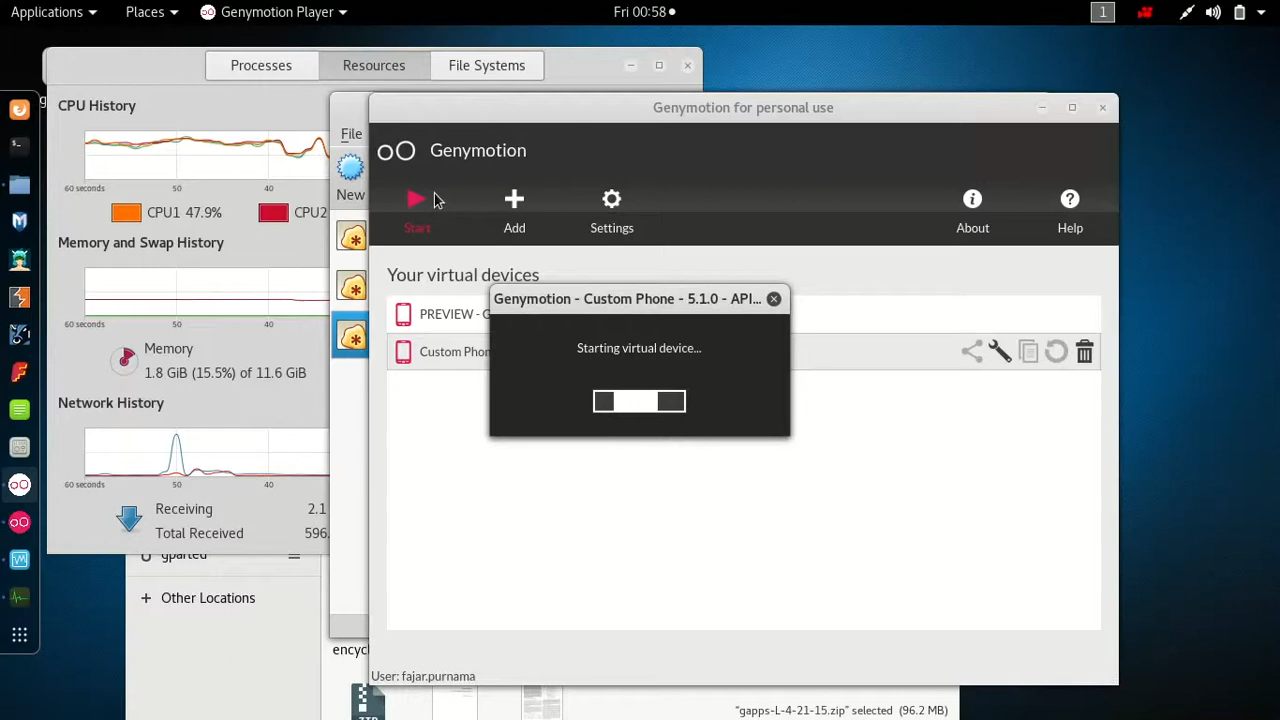 Applications Places Genymotion Player Fri 00:58 1
Processes Resources File Systems
CPU History
60 seconds 50 40
CPU1 47.9% CPU2
Memory and Swap History
60 seconds 50 40
Memory
1.8 GiB (15.5%) of 11.6 GiB
Network History
60 seconds 50 40
Receiving 2.1
Total Received 596.
gparted
Other Locations
File
New
Genymotion for personal use
Genymotion
Start Add Settings About Help
Your virtual devices
PREVIEW - G
Custom Phon
Genymotion - Custom Phone - 5.1.0 - API...
Starting virtual device...
User: fajar.purnama
encyc
ZIP
"gapps-L-4-21-15.zip" selected (96.2 MB)